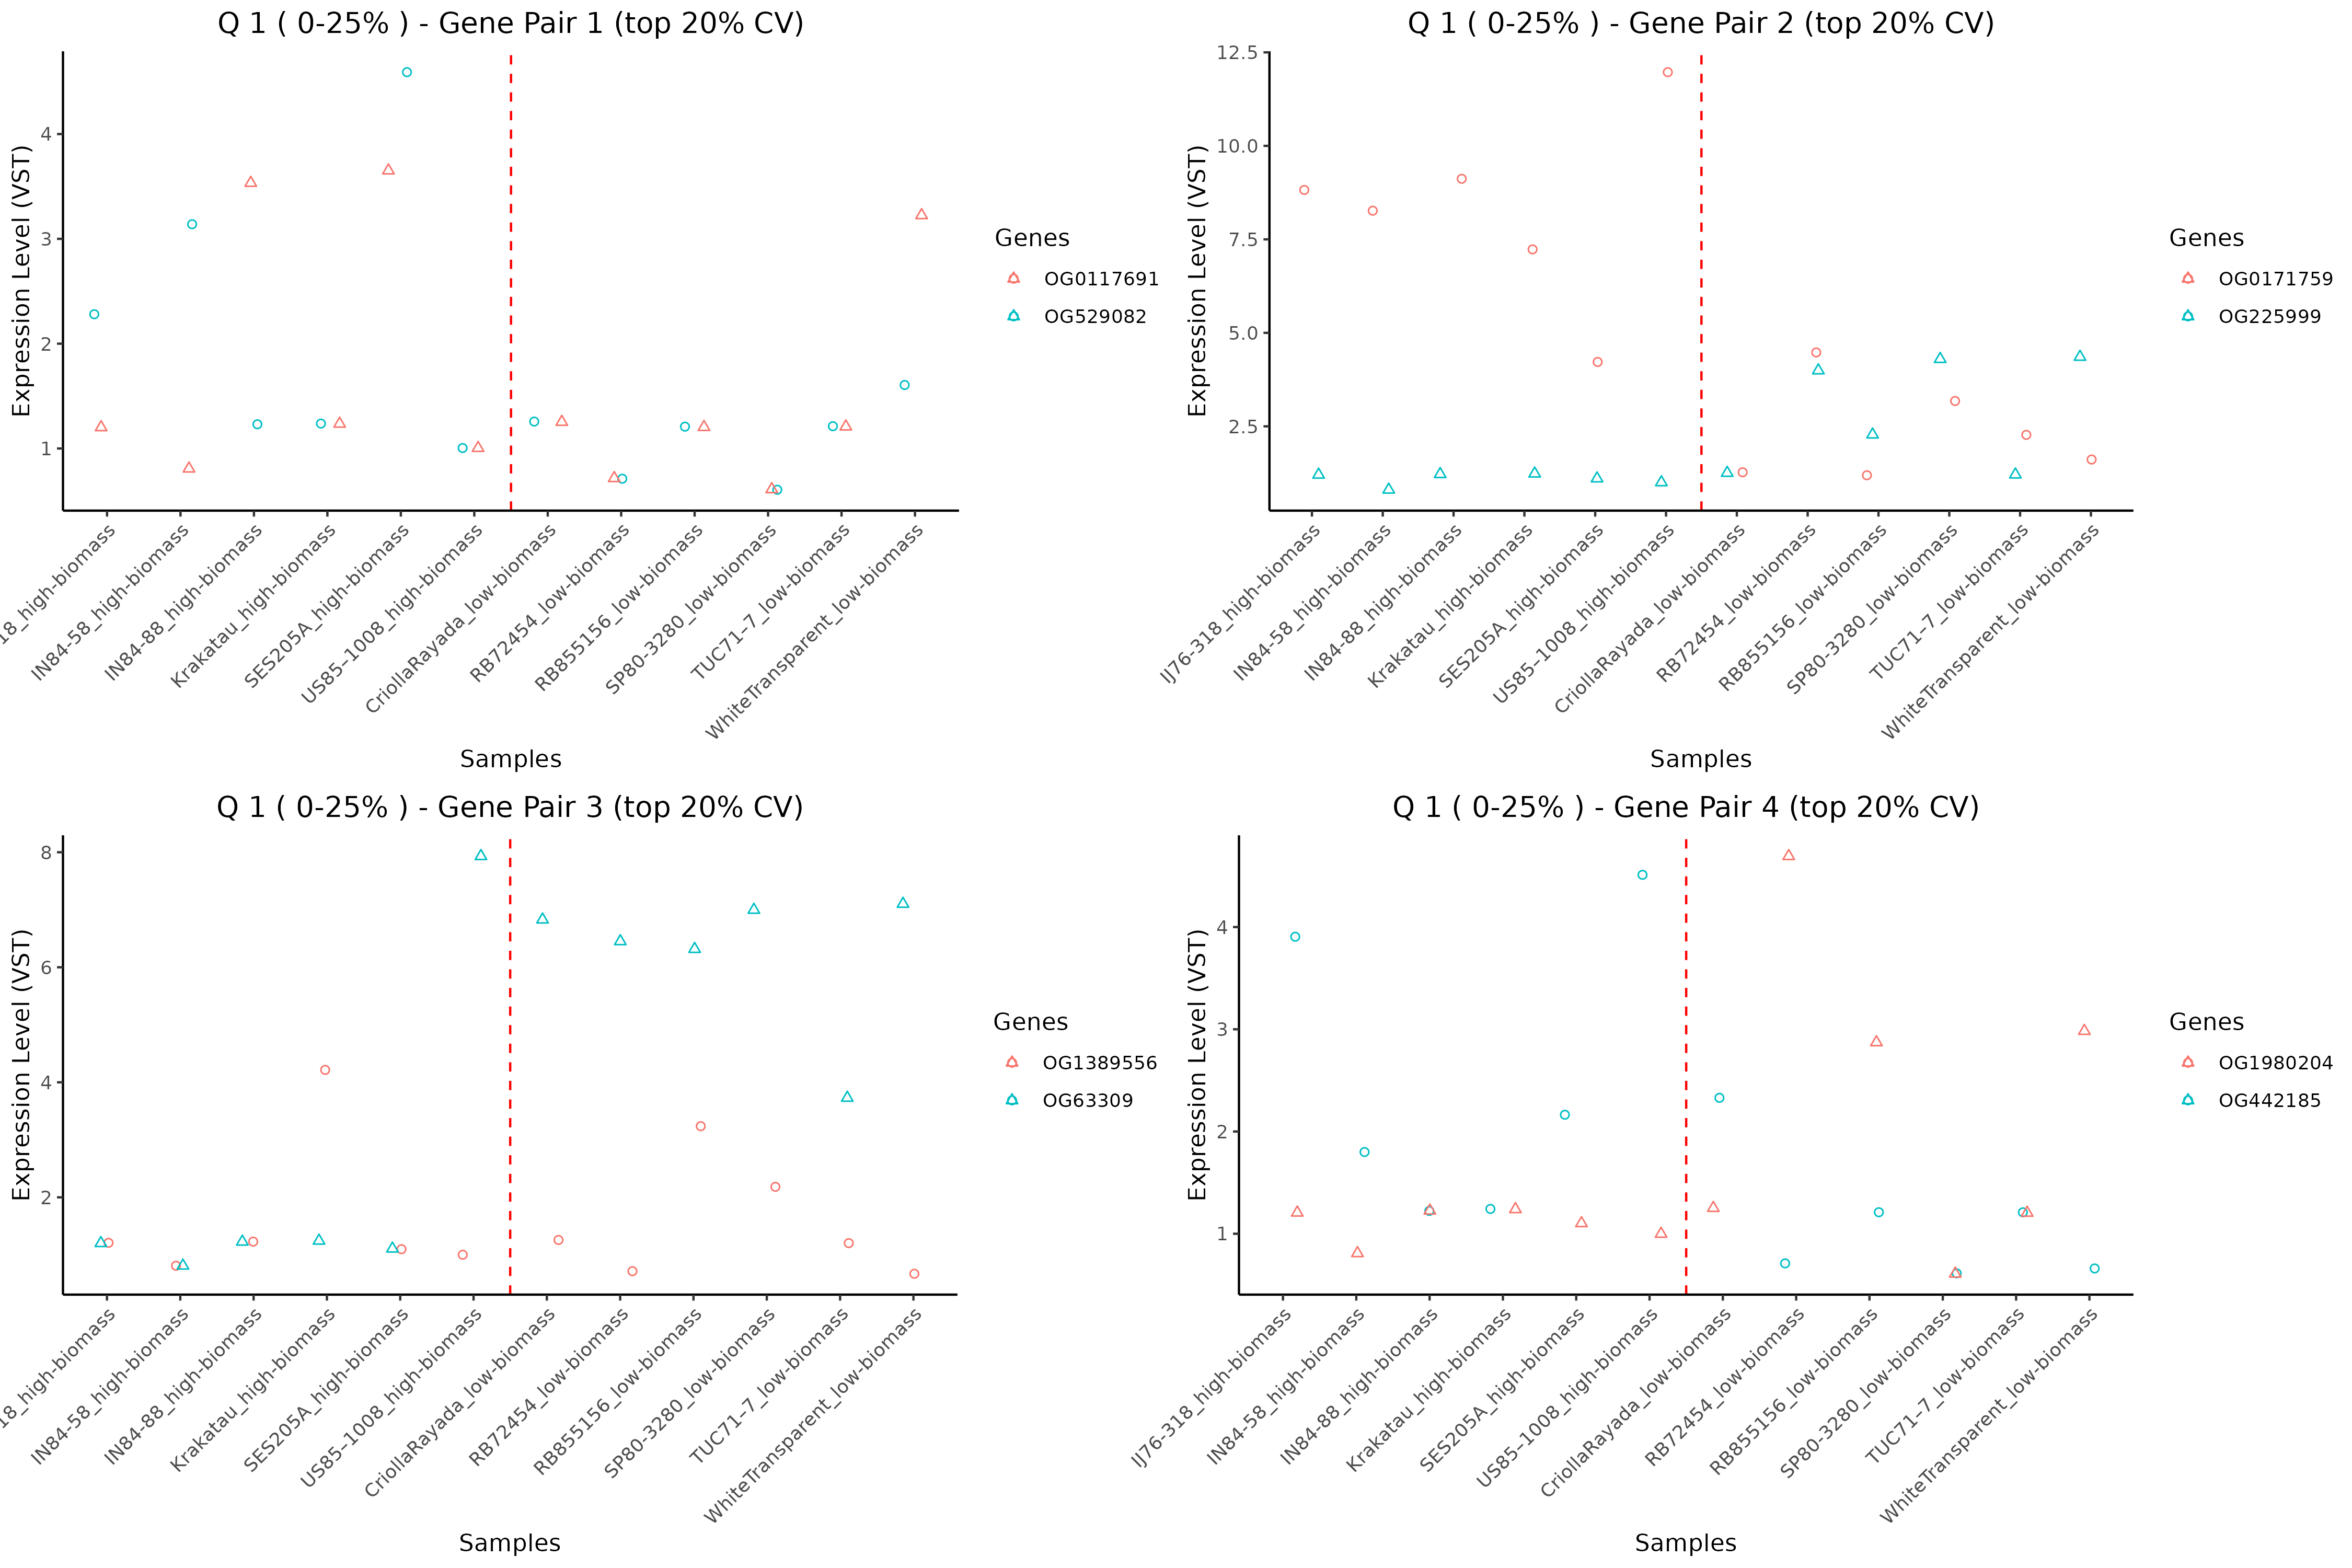 Q 1 ( 0-25% ) - Gene Pair 1 (top 20% CV)
Expression Level (VST)
4
3
2
1
18_high-biomass
IN84-58_high-biomass
IN84-88_high-biomass
Krakatau_high-biomass
SES205A_high-biomass
US85-1008_high-biomass
CriollaRayada_low-biomass
RB72454_low-biomass
RB855156_low-biomass
SP80-3280_low-biomass
TUC71-7_low-biomass
WhiteTransparent_low-biomass
Samples
Genes
OG0117691
OG529082
Q 1 ( 0-25% ) - Gene Pair 2 (top 20% CV)
Expression Level (VST)
12.5
10.0
7.5
5.0
2.5
IJ76-318_high-biomass
IN84-58_high-biomass
IN84-88_high-biomass
Krakatau_high-biomass
SES205A_high-biomass
US85-1008_high-biomass
CriollaRayada_low-biomass
RB72454_low-biomass
RB855156_low-biomass
SP80-3280_low-biomass
TUC71-7_low-biomass
WhiteTransparent_low-biomass
Samples
Genes
OG0171759
OG225999
Q 1 ( 0-25% ) - Gene Pair 3 (top 20% CV)
Expression Level (VST)
8
6
4
2
18_high-biomass
IN84-58_high-biomass
IN84-88_high-biomass
Krakatau_high-biomass
SES205A_high-biomass
US85-1008_high-biomass
CriollaRayada_low-biomass
RB72454_low-biomass
RB855156_low-biomass
SP80-3280_low-biomass
TUC71-7_low-biomass
WhiteTransparent_low-biomass
Samples
Genes
OG1389556
OG63309
Q 1 ( 0-25% ) - Gene Pair 4 (top 20% CV)
Expression Level (VST)
4
3
2
1
IJ76-318_high-biomass
IN84-58_high-biomass
IN84-88_high-biomass
Krakatau_high-biomass
SES205A_high-biomass
US85-1008_high-biomass
CriollaRayada_low-biomass
RB72454_low-biomass
RB855156_low-biomass
SP80-3280_low-biomass
TUC71-7_low-biomass
WhiteTransparent_low-biomass
Samples
Genes
OG1980204
OG442185